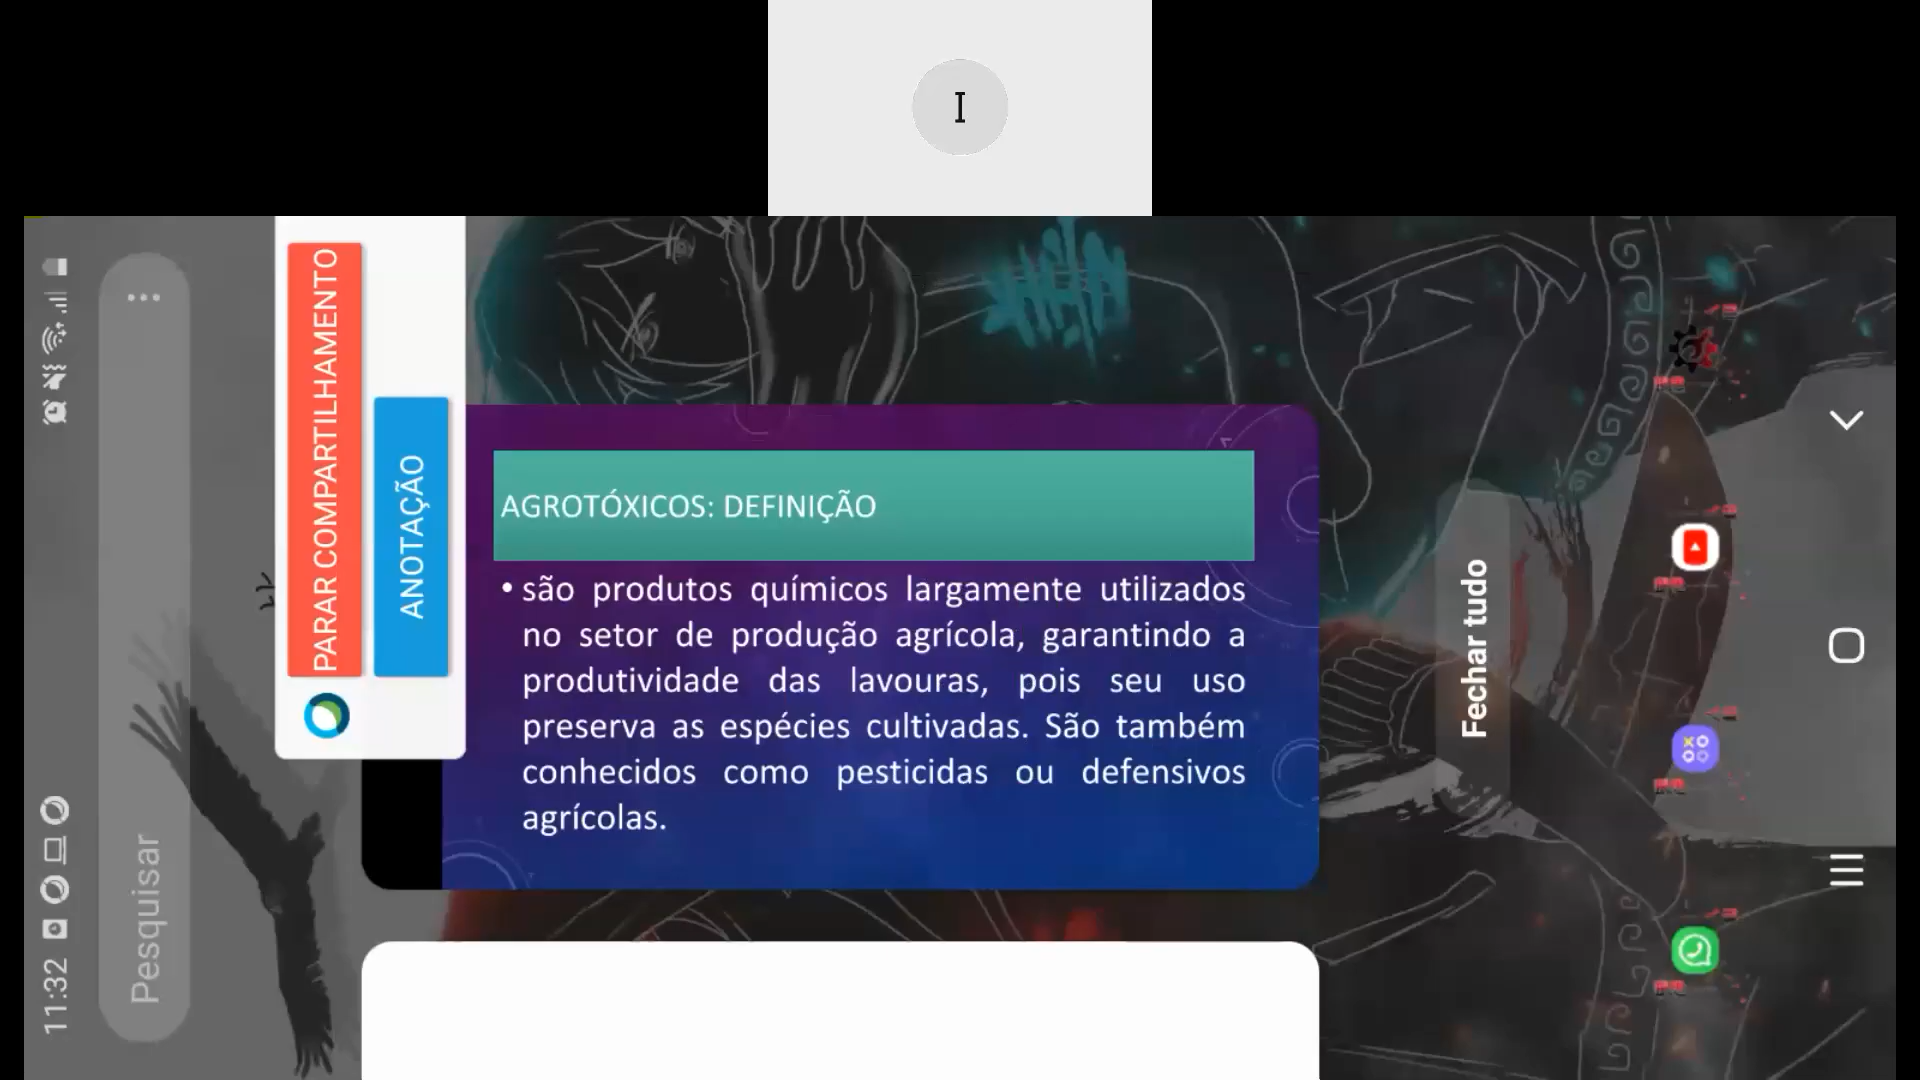 I
11:32
Pesquisar
PARAR COMPARTILHAMENTO
ANOTAÇÃO
AGROTÓXICOS: DEFINIÇÃO
• são produtos químicos largamente utilizados
no setor de produção agrícola, garantindo a
produtividade das lavouras, pois seu uso
preserva as espécies cultivadas. São também
conhecidos como pesticidas ou defensivos
agrícolas.
Fechar tudo